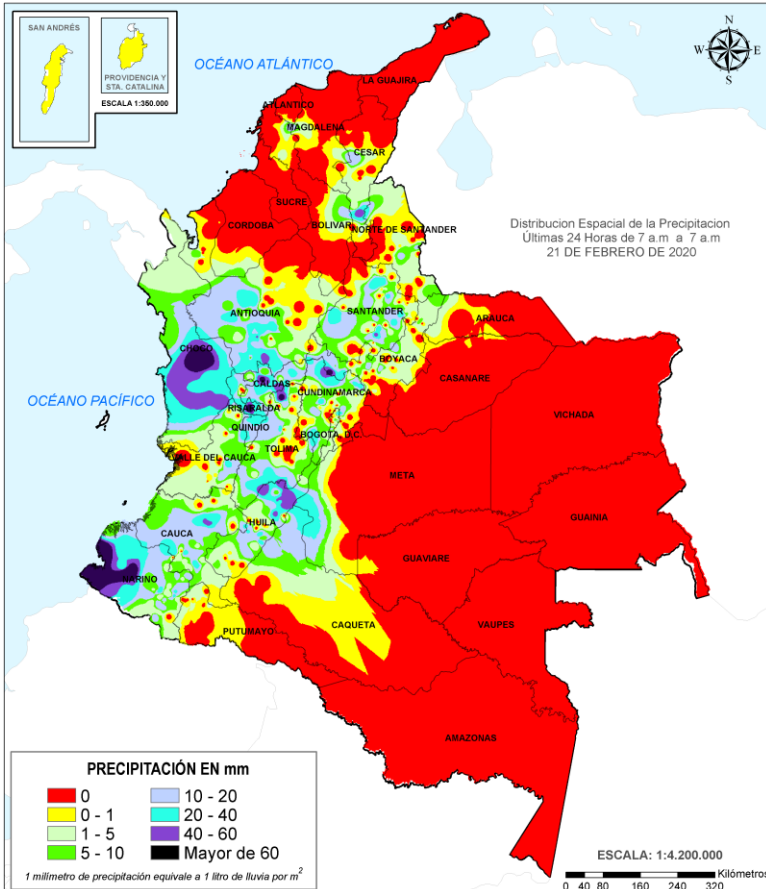 SAN ANDRÉS
PROVIDENCIA Y
STA. CATALINA
ESCALA 1:350.000
OCÉANO ATLÁNTICO
N
W E
S
LA GUAJIRA
ATLANTICO
MAGDALENA
CESAR
SUCRE
CORDOBA
BOLIVAR
NORTE DE SANTANDER
Distribucion Espacial de la Precipitacion
Últimas 24 Horas de 7 a.m a 7 a.m
21 DE FEBRERO DE 2020
ANTIOQUIA
SANTANDER
ARAUCA
CHOCO
BOYACA
CASANARE
CALDAS
CUNDINAMARCA
OCÉANO PACÍFICO
RISARALDA
VICHADA
QUINDIO
BOGOTA, D.C.
TOLIMA
VALLE DEL CAUCA
META
GUAINIA
HUILA
CAUCA
GUAVIARE
NARIÑO
CAQUETA
VAUPES
PUTUMAYO
AMAZONAS
PRECIPITACIÓN EN mm
0 10 - 20
0 - 1 20 - 40
1 - 5 40 - 60
5 - 10 Mayor de 60
1 milímetro de precipitación equivale a 1 litro de lluvia por m²
ESCALA: 1:4.200.000
Kilómetros
0 40 80 160 240 320